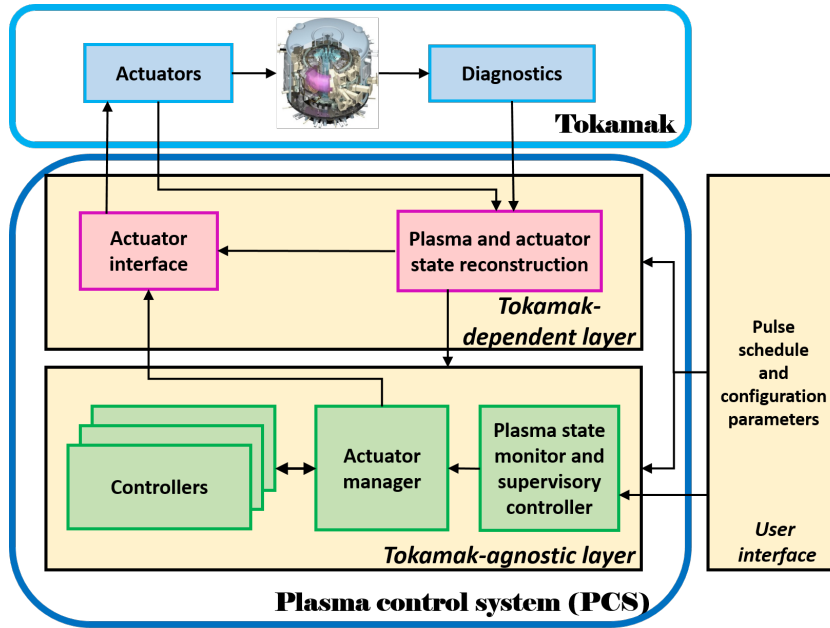 Actuators
Diagnostics
Tokamak
Actuator
interface
Plasma and actuator
state reconstruction
Tokamak-
dependent layer
Controllers
Actuator
manager
Plasma state
monitor and
supervisory
controller
Tokamak-agnostic layer
Plasma control system (PCS)
Pulse
schedule
and
configuration
parameters
User
interface